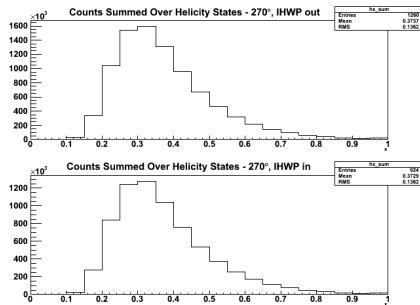 Counts Summed Over Helicity States - 270°, IHWP out
×10³
hx_sum
Entries 1260
Mean 0.3737
RMS 0.1362
1600
1400
1200
1000
800
600
400
200
0
0 0.1 0.2 0.3 0.4 0.5 0.6 0.7 0.8 0.9 1
x
Counts Summed Over Helicity States - 270°, IHWP in
×10³
hx_sum
Entries 924
Mean 0.3729
RMS 0.1362
1200
1000
800
600
400
200
0
0 0.1 0.2 0.3 0.4 0.5 0.6 0.7 0.8 0.9 1
x